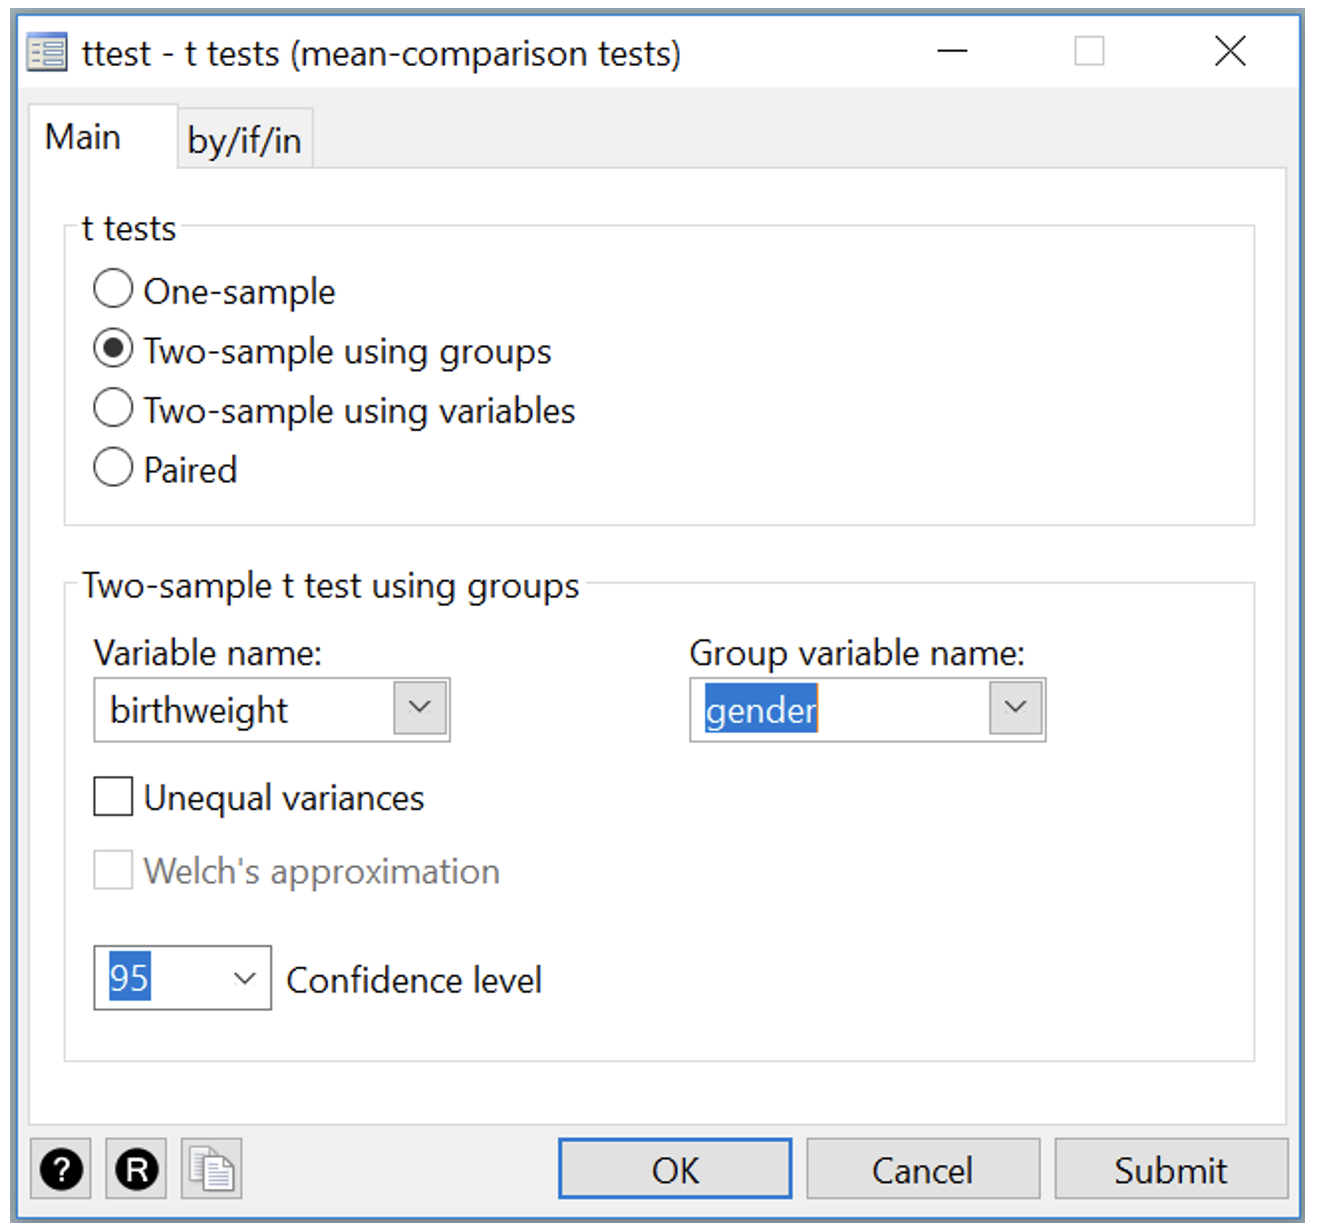 ttest - t tests (mean-comparison tests)
Main by/if/in
t tests
One-sample
Two-sample using groups
Two-sample using variables
Paired
Two-sample t test using groups
Variable name: Group variable name:
birthweight gender
Unequal variances
Welch's approximation
95 Confidence level
? R OK Cancel Submit